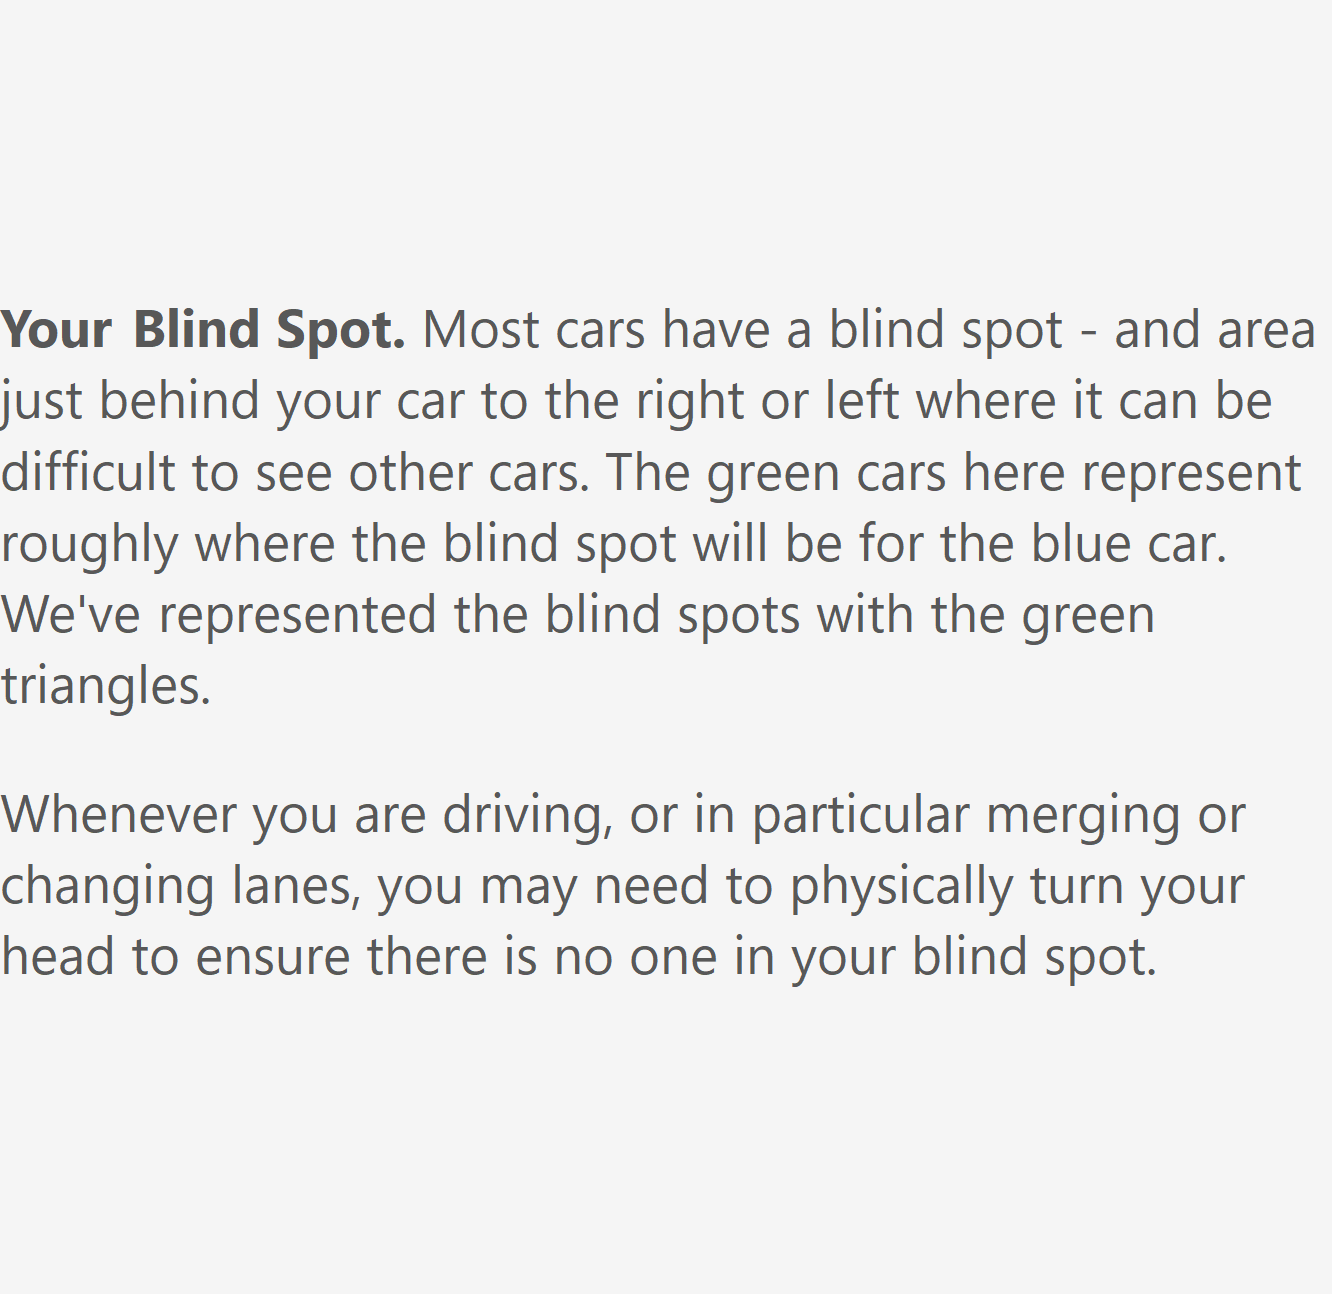 Your Blind Spot. Most cars have a blind spot - and area
just behind your car to the right or left where it can be
difficult to see other cars. The green cars here represent
roughly where the blind spot will be for the blue car.
We've represented the blind spots with the green
triangles.
Whenever you are driving, or in particular merging or
changing lanes, you may need to physically turn your
head to ensure there is no one in your blind spot.